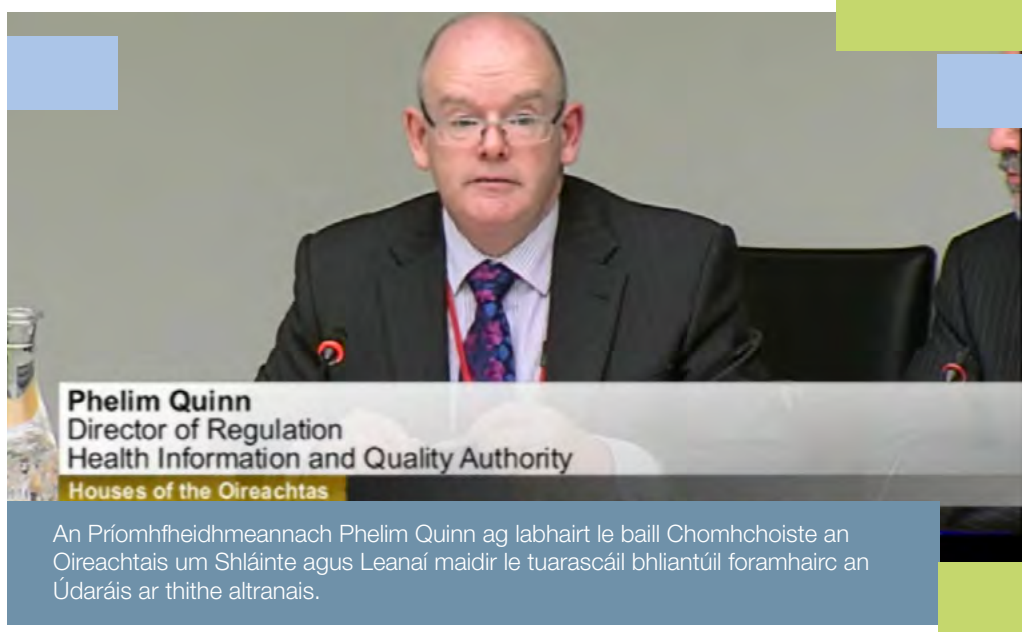 Phelim Quinn
Director of Regulation
Health Information and Quality Authority
Houses of the Oireachtas
An Príomhfheidhmeannach Phelim Quinn ag labhairt le baill Chomhchoiste an
Oireachtais um Shláinte agus Leanaí maidir le tuarascáil bhliantúil foramhairc an
Údaráis ar thithe altranais.